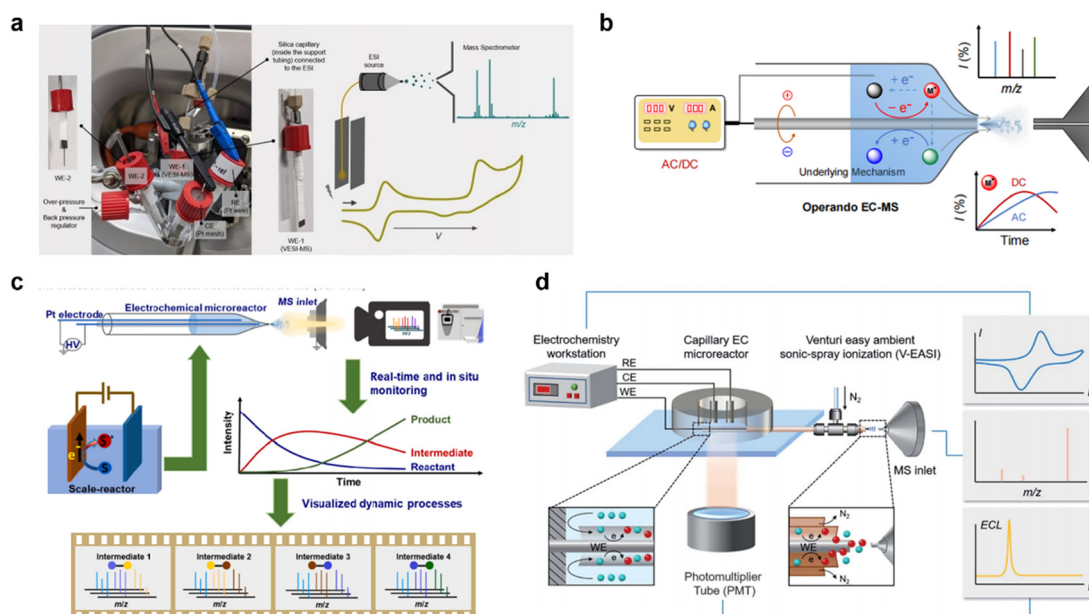 a
Silica capillary
(inside the support
tubing) connected
to the ESI
ESI
source
Mass Spectrometer
m/z
WE-2
WE-2
WE-1
(VESI-MS)
ref
Over-pressure
&
Back pressure
regulator
CE
(Pt mesh)
RE
(Pt wire)
WE-1
(VESI-MS)
V
b
I (%)
m/z
000 V 000 A
AC/DC
+ e⁻
M
− e⁻
+ e⁻
Underlying Mechanism
Operando EC-MS
I (%)
M
DC
AC
Time
c
Electrochemical microreactor
MS inlet
Pt electrode
HV
Real-time and in situ
monitoring
Intensity
Product
Intermediate
Reactant
Time
e
S
S
Scale-reactor
Visualized dynamic processes
Intermediate 1
Intermediate 2
Intermediate 3
Intermediate 4
m/z
m/z
m/z
m/z
d
Electrochemistry
workstation
Capillary EC
microreactor
Venturi easy ambient
sonic-spray ionization (V-EASI)
RE
CE
WE
N₂
MS inlet
I
m/z
ECL
e
WE
e
N₂
e
WE
e
N₂
Photomultiplier
Tube (PMT)